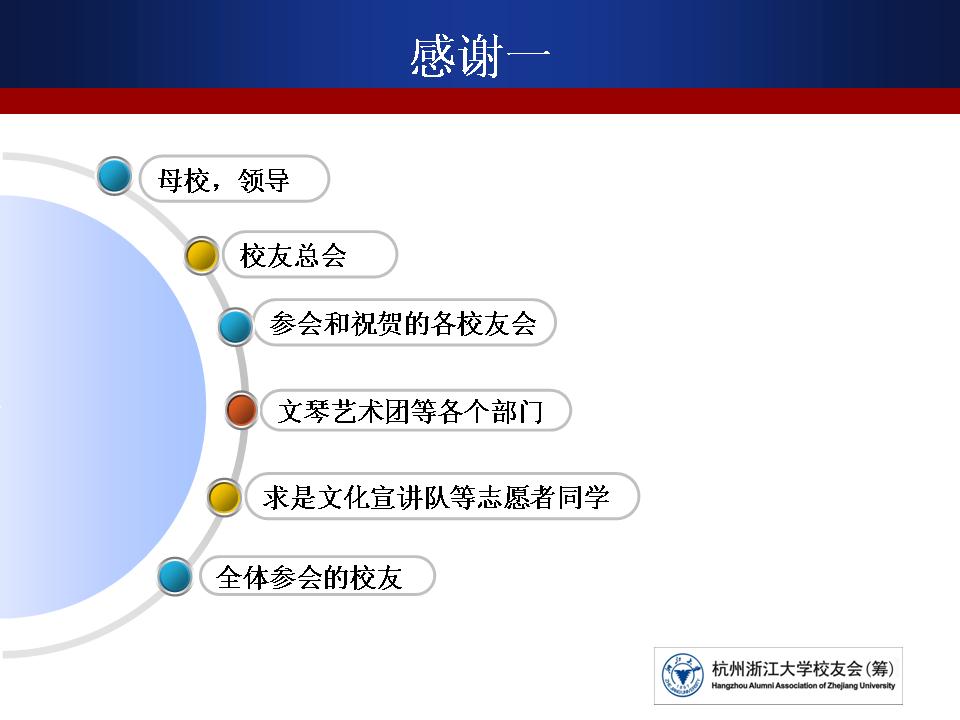 感谢一
母校，领导
校友总会
参会和祝贺的各校友会
文琴艺术团等各个部门
求是文化宣讲队等志愿者同学
全体参会的校友
杭州浙江大学校友会(筹)
Hangzhou Alumni Association of Zhejiang University